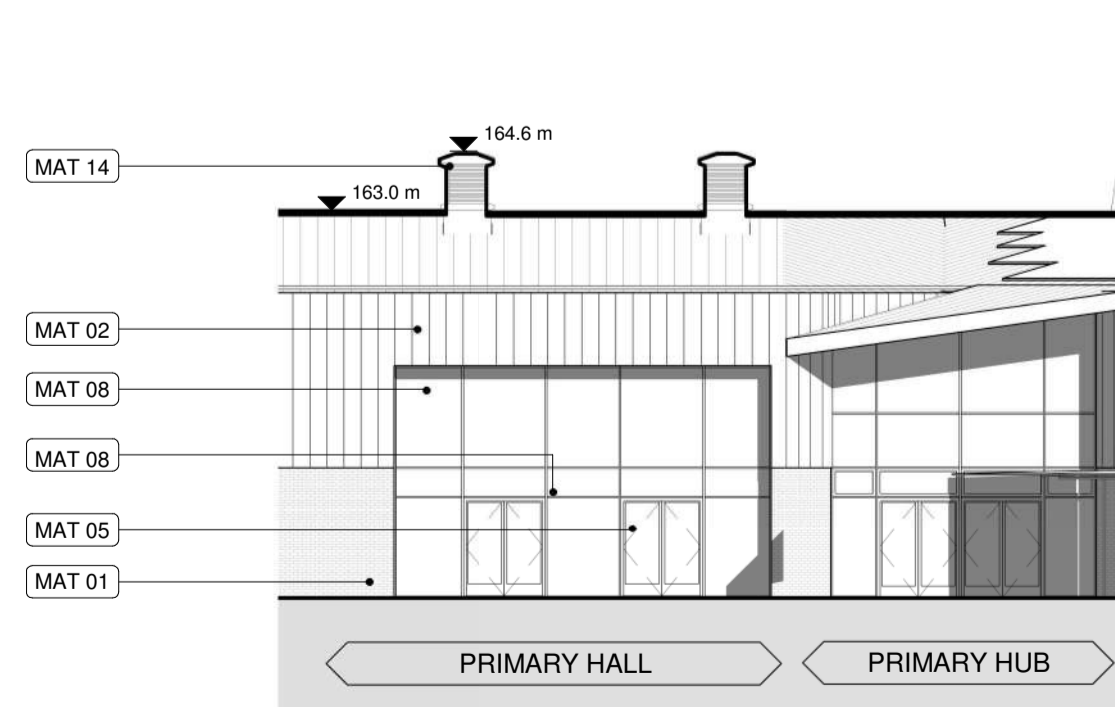 164.6 m
MAT 14
163.0 m
MAT 02
MAT 08
MAT 08
MAT 05
MAT 01
PRIMARY HALL
PRIMARY HUB